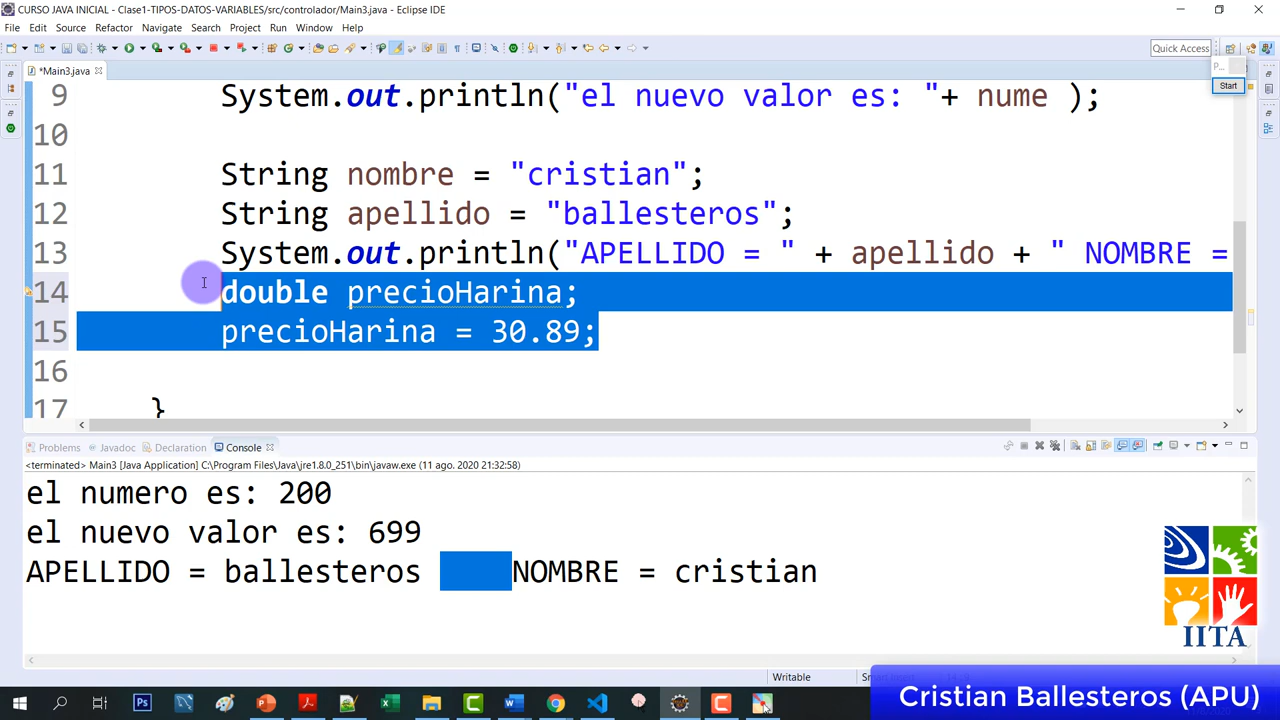 CURSO JAVA INICIAL - Clase1-TIPOS-DATOS-VARIABLES/src/controlador/Main3.java - Eclipse IDE
File Edit Source Refactor Navigate Search Project Run Window Help
Quick Access
*Main3.java
P...
Start
9 System.out.println("el nuevo valor es: "+ nume );
10
11 String nombre = "cristian";
12 String apellido = "ballesteros";
13 System.out.println("APELLIDO = " + apellido + " NOMBRE =
14 double precioHarina;
15 precioHarina = 30.89;
16
17 }
Problems Javadoc Declaration Console
<terminated> Main3 [Java Application] C:\Program Files\Java\jre1.8.0_251\bin\javaw.exe (11 ago. 2020 21:32:58)
el numero es: 200
el nuevo valor es: 699
APELLIDO = ballesteros NOMBRE = cristian
IITA
Writable
Cristian Ballesteros (APU)